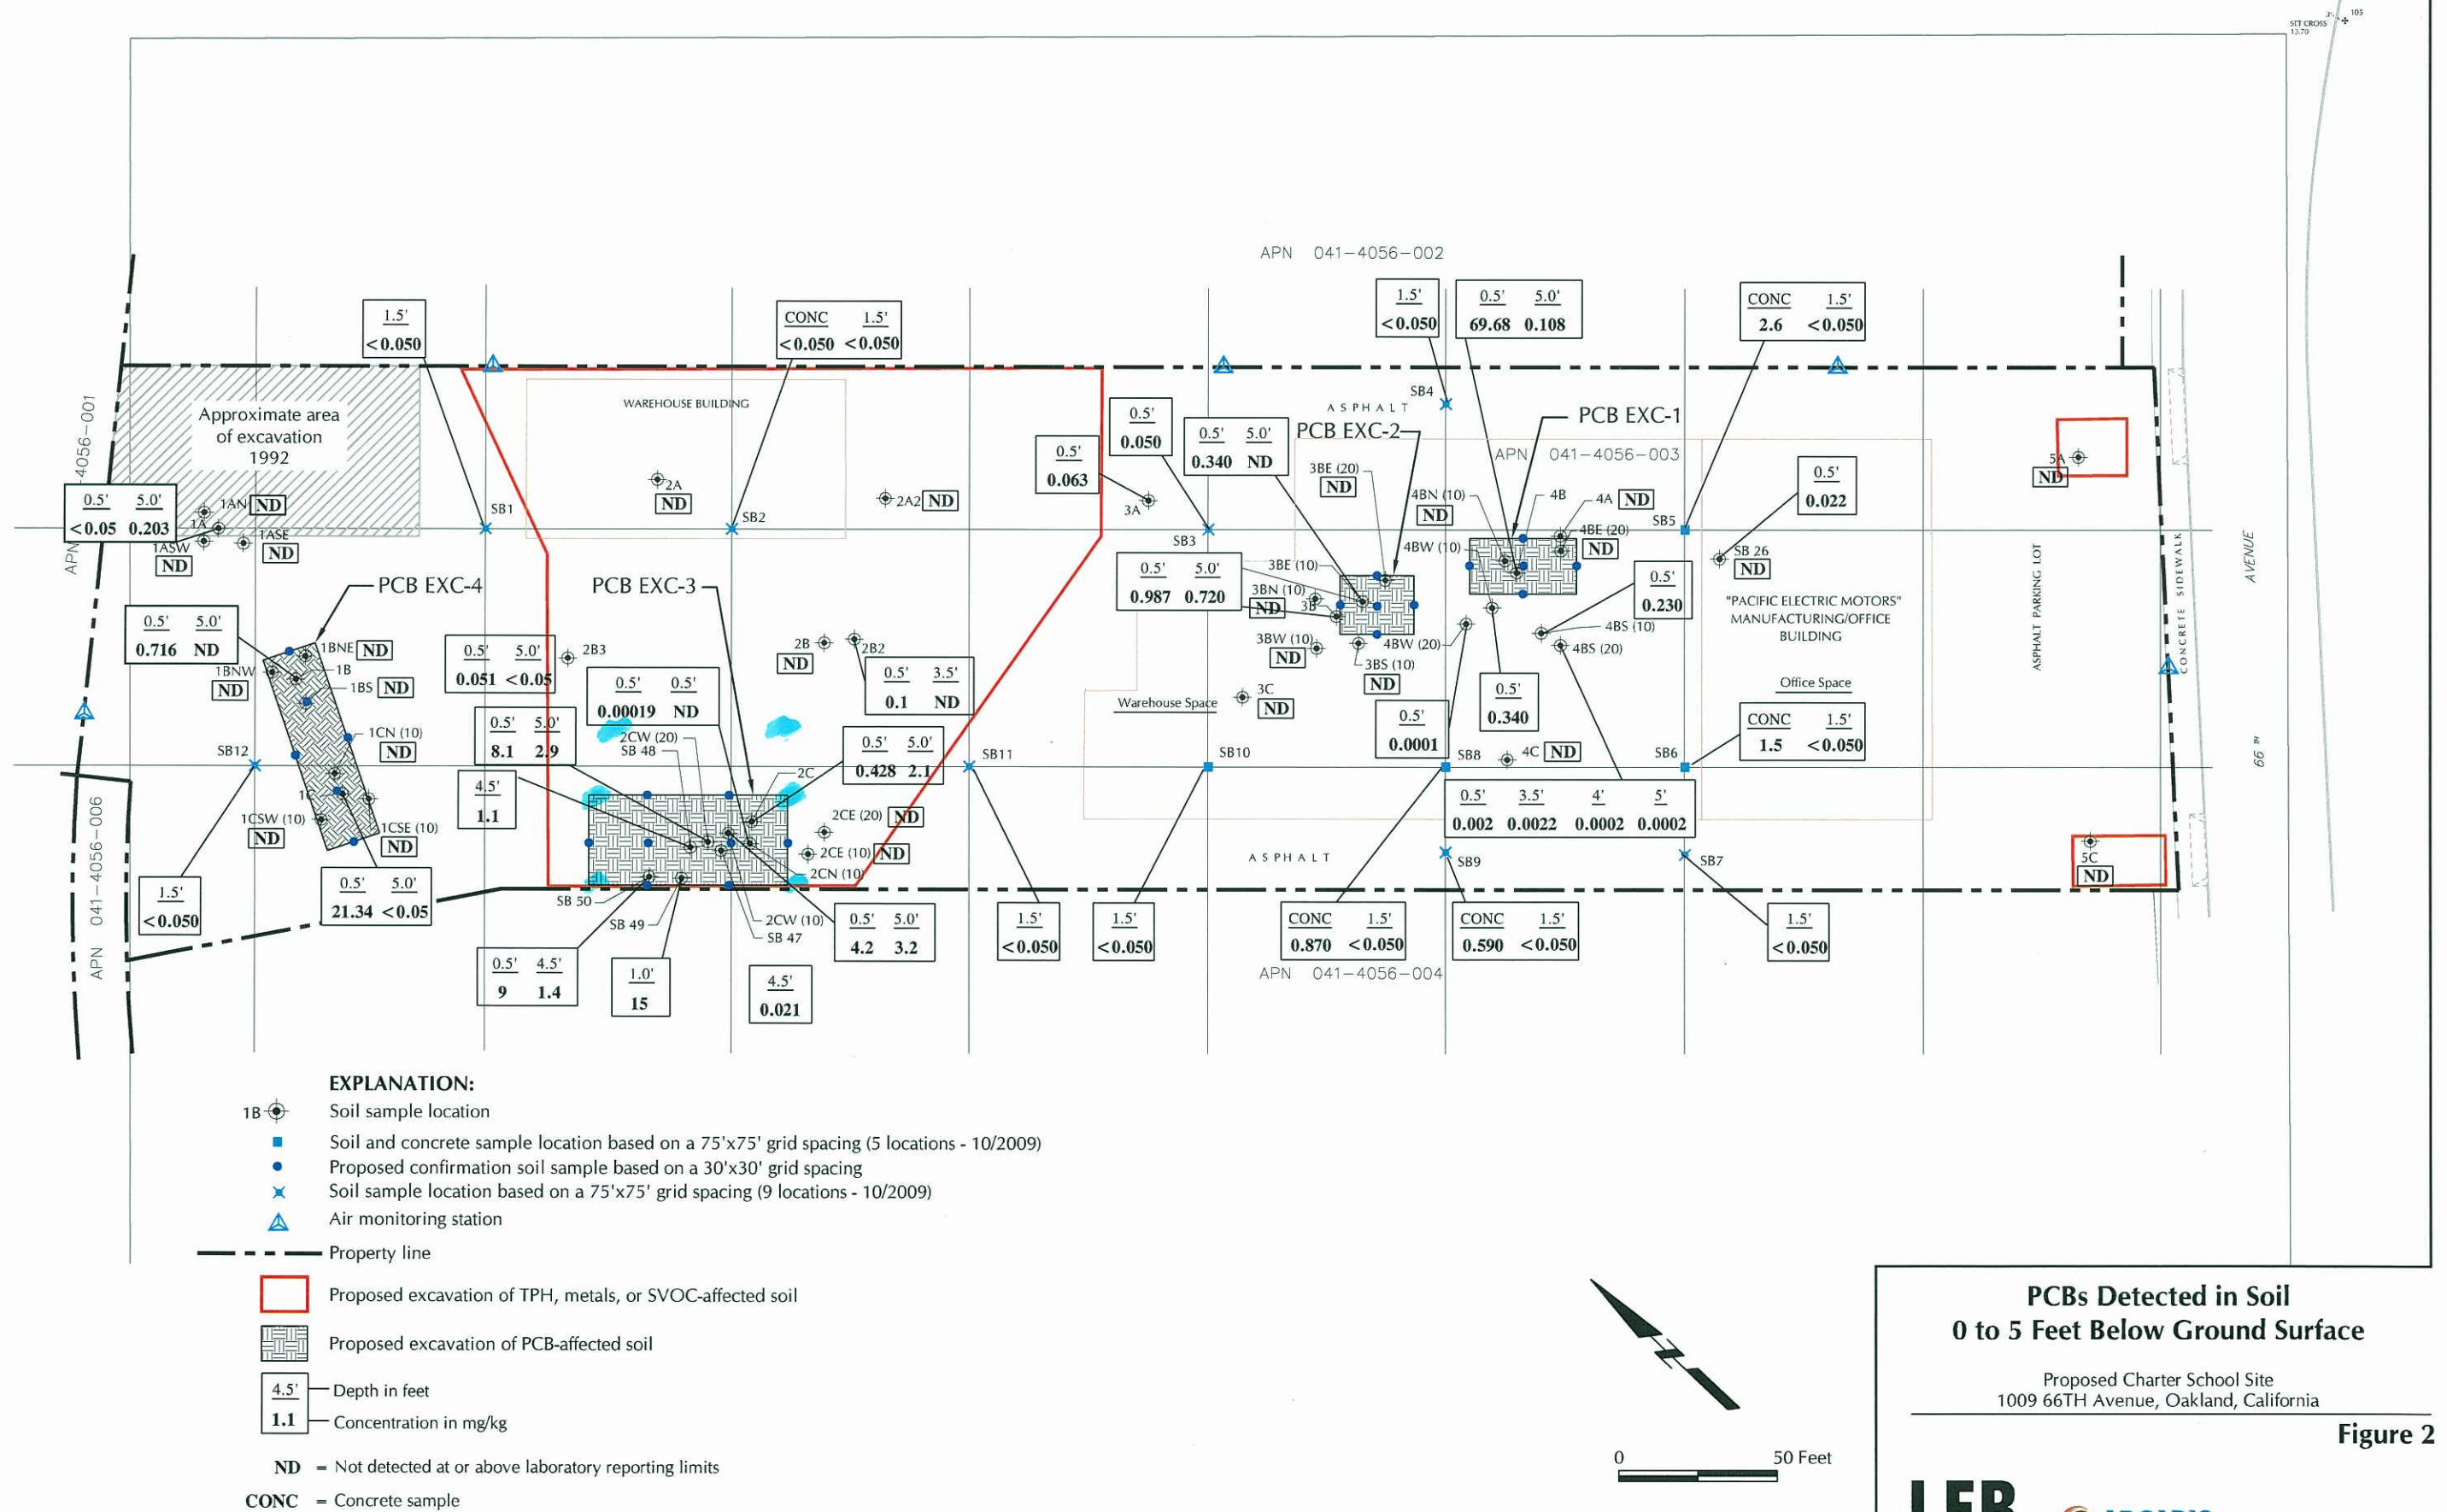 SET CROSS
13.70
3"
105
APN 041-4056-002
1.5'
<0.050
CONC 1.5'
<0.050 <0.050
1.5'
<0.050
0.5' 5.0'
69.68 0.108
CONC 1.5'
2.6 <0.050
WAREHOUSE BUILDING
SB4
ASPHALT
PCB EXC-1
PCB EXC-2
APN 041-4056-003
Approximate area
of excavation
1992
APN 041-4056-001
0.5'
0.050
0.5' 5.0'
0.340 ND
0.5'
0.063
3A
3BE (20)
ND
4BN (10)
ND
4B
4A ND
4BE (20)
ND
SB5
0.5'
0.022
5A
ND
0.5' 5.0'
<0.05 0.203
1AN ND
1A
1ASE
ND
1ASW
ND
SB1
2A
ND
SB2
2A2 ND
SB3
4BW (10)
SB 26
ND
ASPHALT PARKING LOT
CONCRETE SIDEWALK
AVENUE
66 TH
PCB EXC-4
PCB EXC-3
0.5' 5.0'
0.987 0.720
3BE (10)
3BN (10)
ND
3B
0.5'
0.230
"PACIFIC ELECTRIC MOTORS"
MANUFACTURING/OFFICE
BUILDING
0.5' 5.0'
0.716 ND
1BNE ND
1B
1BNW
ND
1BS ND
0.5' 5.0'
0.051 <0.05
2B3
2B
ND
2B2
0.5' 3.5'
0.1 ND
3BW (10)
ND
3BS (10)
ND
4BW (20)
4BS (10)
4BS (20)
0.5'
0.00019
0.5'
ND
3C
ND
Warehouse Space
Office Space
0.5'
0.340
0.5'
0.0001
CONC 1.5'
1.5 <0.050
0.5' 5.0'
8.1 2.9
2CW (20)
SB 48
1CN (10)
ND
SB12
0.5' 5.0'
0.428 2.1
SB11
SB10
SB8
4C ND
SB6
4.5'
1.1
2C
1C
1CSW (10)
ND
1CSE (10)
ND
2CE (20) ND
2CE (10) ND
2CN (10)
0.5' 3.5' 4' 5'
0.002 0.0022 0.0002 0.0002
ASPHALT
SB9
SB7
5C
ND
APN 041-4056-006
1.5'
<0.050
0.5' 5.0'
21.34 <0.05
SB 50
SB 49
2CW (10)
SB 47
0.5' 5.0'
4.2 3.2
1.5'
<0.050
1.5'
<0.050
CONC 1.5'
0.870 <0.050
CONC 1.5'
0.590 <0.050
1.5'
<0.050
0.5' 4.5'
9 1.4
1.0'
15
4.5'
0.021
APN 041-4056-004
EXPLANATION:
1B Soil sample location
Soil and concrete sample location based on a 75'x75' grid spacing (5 locations - 10/2009)
Proposed confirmation soil sample based on a 30'x30' grid spacing
Soil sample location based on a 75'x75' grid spacing (9 locations - 10/2009)
Air monitoring station
Property line
Proposed excavation of TPH, metals, or SVOC-affected soil
Proposed excavation of PCB-affected soil
4.5' Depth in feet
1.1 Concentration in mg/kg
ND = Not detected at or above laboratory reporting limits
CONC = Concrete sample
0 50 Feet
PCBs Detected in Soil
0 to 5 Feet Below Ground Surface
Proposed Charter School Site
1009 66TH Avenue, Oakland, California
Figure 2